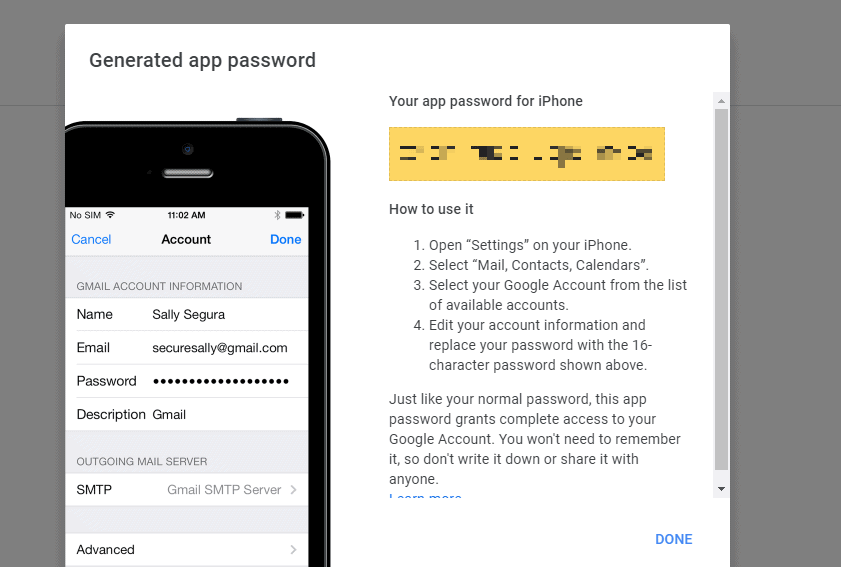 Generated app password
Your app password for iPhone
How to use it
1. Open “Settings” on your iPhone.
2. Select “Mail, Contacts, Calendars”.
3. Select your Google Account from the list
of available accounts.
4. Edit your account information and
replace your password with the 16-
character password shown above.
Just like your normal password, this app
password grants complete access to your
Google Account. You won't need to remember
it, so don't write it down or share it with
anyone.
Learn more
DONE
No SIM 11:02 AM
Cancel Account Done
GMAIL ACCOUNT INFORMATION
Name Sally Segura
Email securesally@gmail.com
Password ●●●●●●●●●●●●●●●●●●●
Description Gmail
OUTGOING MAIL SERVER
SMTP Gmail SMTP Server
Advanced